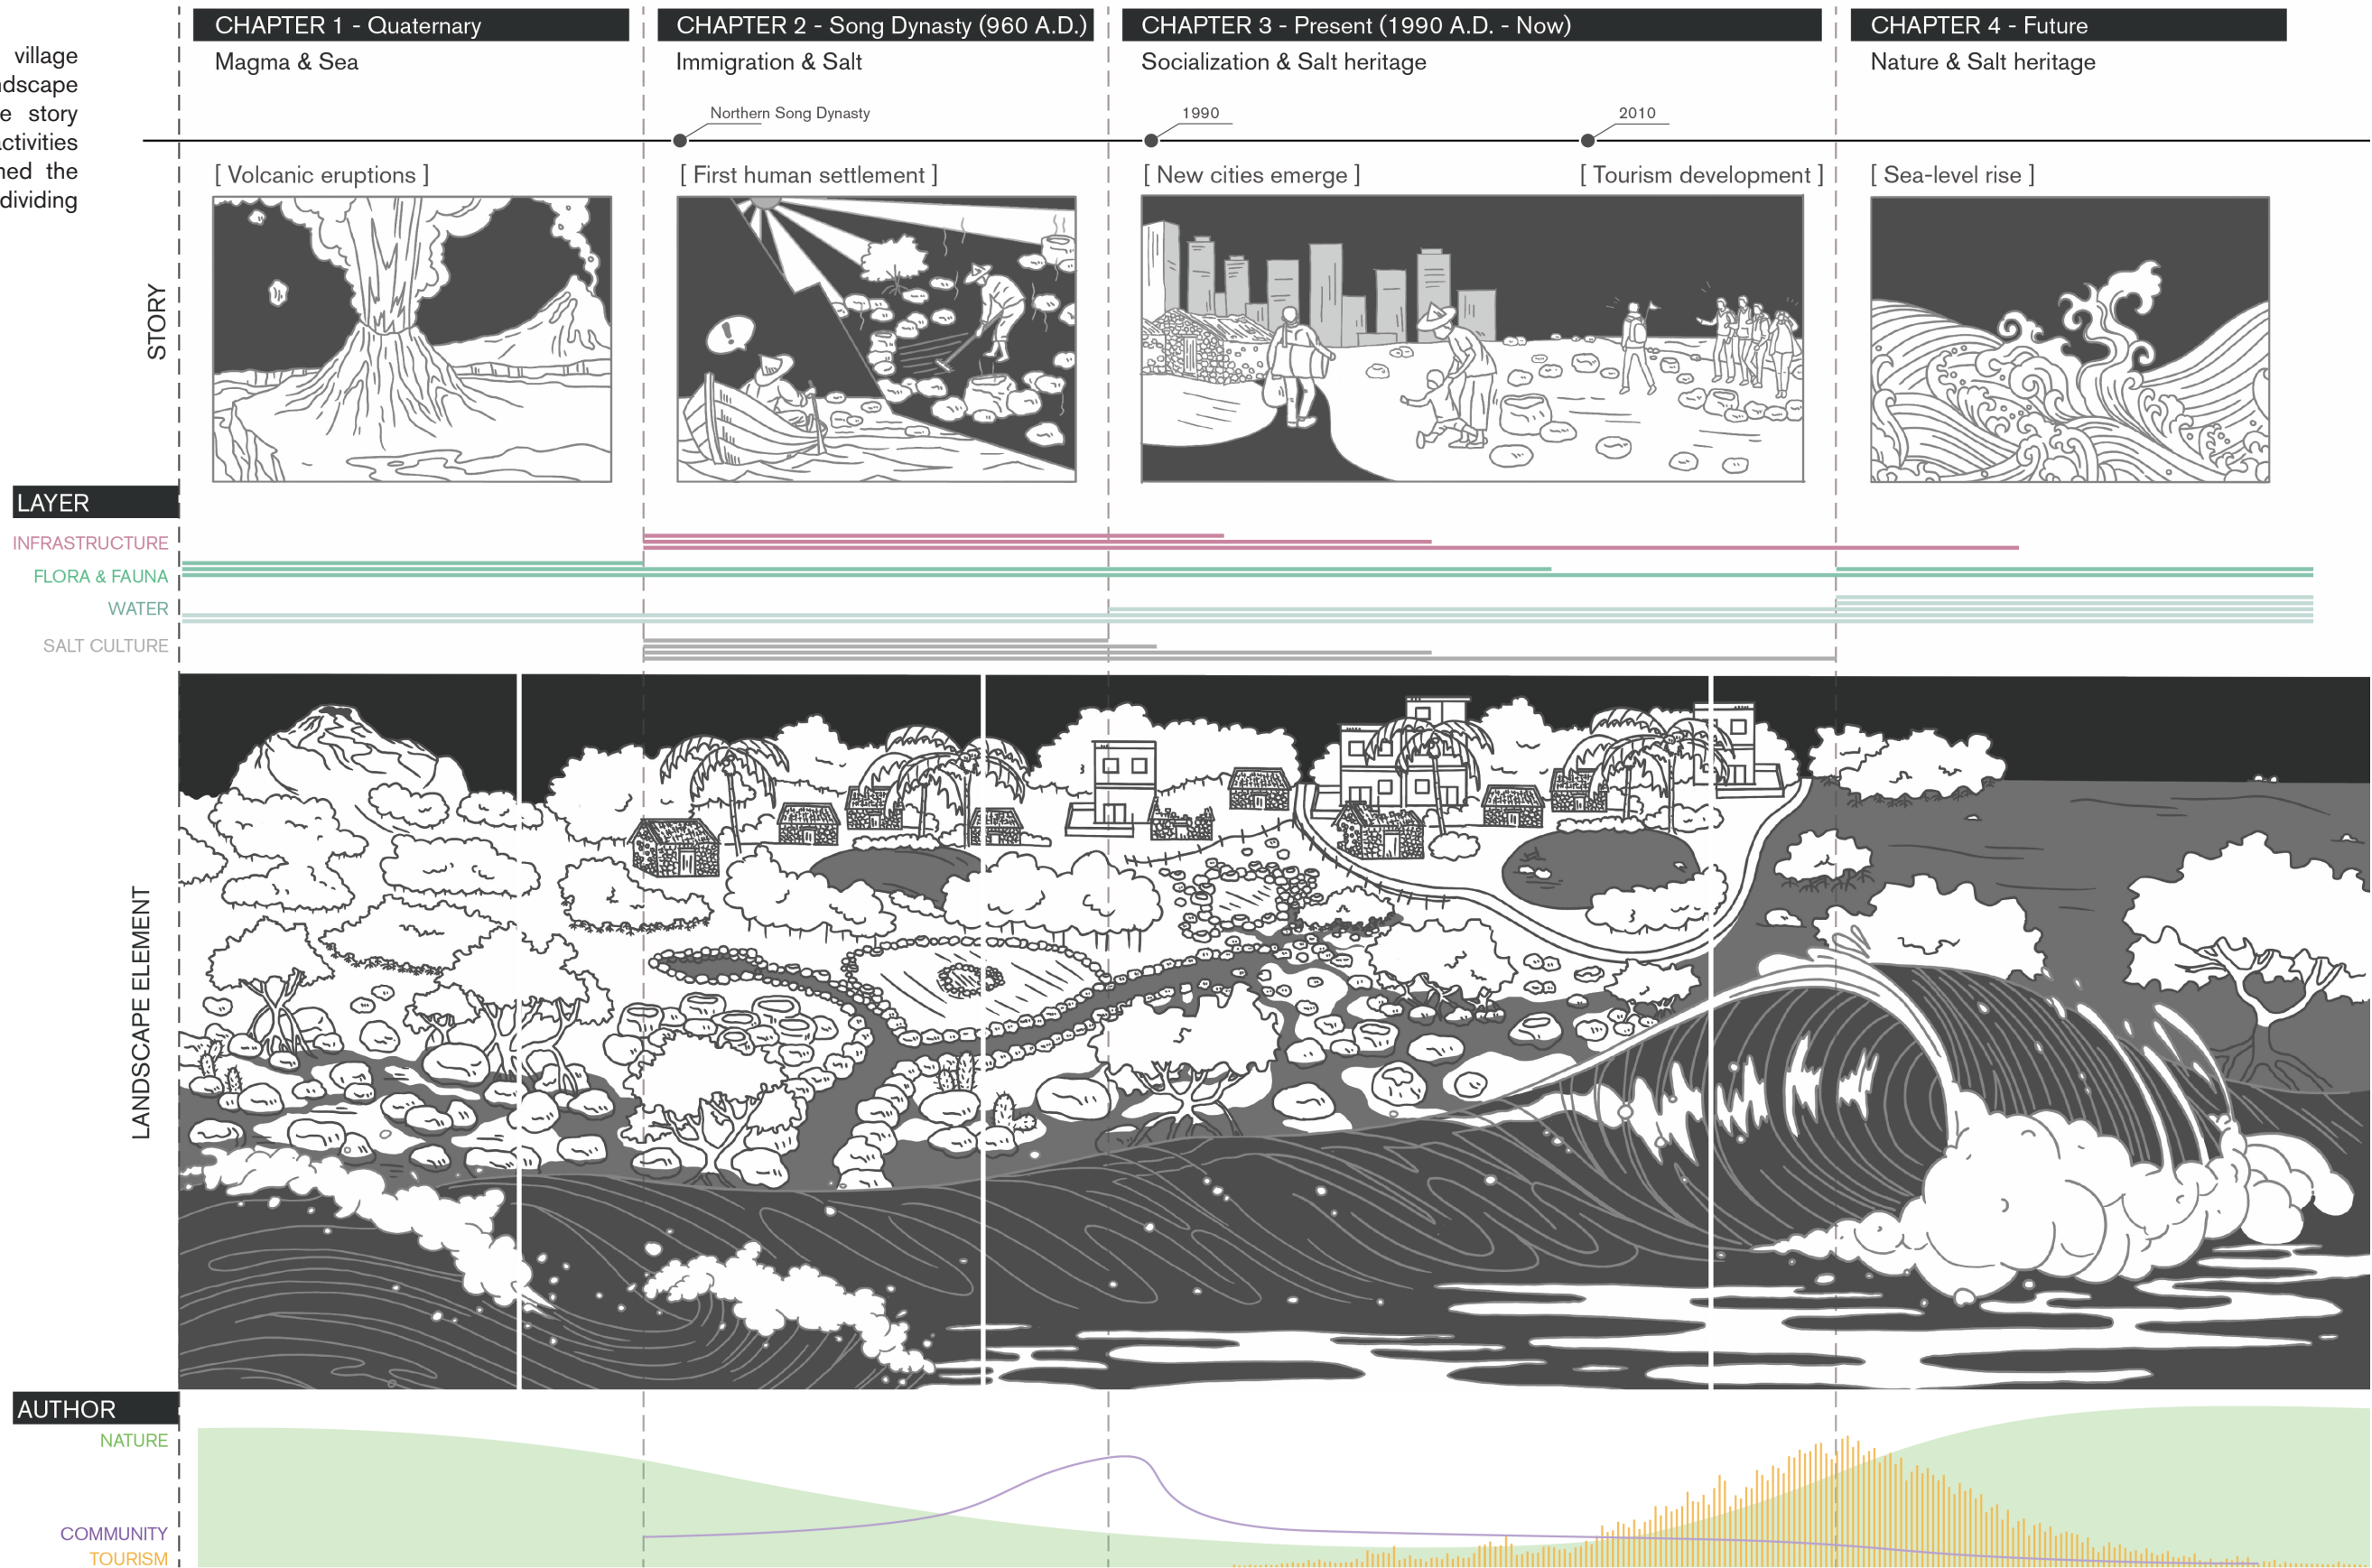 village
e story
activities
the
dividing
CHAPTER 1 - Quaternary
Magma & Sea
CHAPTER 2 - Song Dynasty (960 A.D.)
Immigration & Salt
CHAPTER 3 - Present (1990 A.D. - Now)
Socialization & Salt heritage
CHAPTER 4 - Future
Nature & Salt heritage
Northern Song Dynasty
1990
2010
[ Volcanic eruptions ]
[ First human settlement ]
[ New cities emerge ]
[ Tourism development ]
[ Sea-level rise ]
STORY
LAYER
INFRASTRUCTURE
FLORA & FAUNA
WATER
SALT CULTURE
LANDSCAPE ELEMENT
AUTHOR
NATURE
COMMUNITY
TOURISM